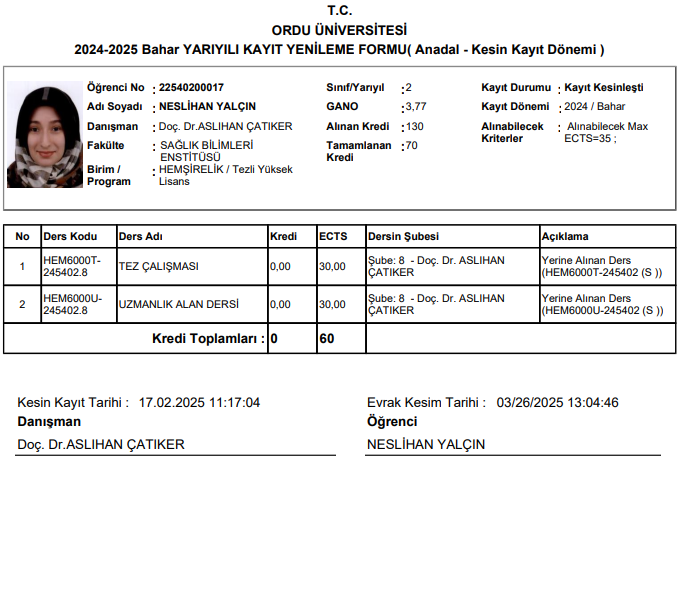 T.C.
ORDU ÜNİVERSİTESİ
2024-2025 Bahar YARIYILI KAYIT YENİLEME FORMU( Anadal - Kesin Kayıt Dönemi )
Öğrenci No : 22540200017 Sınıf/Yarıyıl : 2 Kayıt Durumu : Kayıt Kesinleşti
Adı Soyadı : NESLİHAN YALÇIN GANO : 3,77 Kayıt Dönemi : 2024 / Bahar
Danışman : Doç. Dr.ASLIHAN ÇATIKER Alınan Kredi : 130 Alınabilecek Kriterler : Alınabilecek Max ECTS=35 ;
Fakülte : SAĞLIK BİLİMLERİ ENSTİTÜSÜ Tamamlanan Kredi : 70
Birim / Program : HEMŞİRELİK / Tezli Yüksek Lisans
No Ders Kodu Ders Adı Kredi ECTS Dersin Şubesi Açıklama
1 HEM6000T-245402.8 TEZ ÇALIŞMASI 0,00 30,00 Şube: 8 - Doç. Dr. ASLIHAN ÇATIKER Yerine Alınan Ders (HEM6000T-245402 (S ))
2 HEM6000U-245402.8 UZMANLIK ALAN DERSİ 0,00 30,00 Şube: 8 - Doç. Dr. ASLIHAN ÇATIKER Yerine Alınan Ders (HEM6000U-245402 (S ))
Kredi Toplamları : 0 60
Kesin Kayıt Tarihi : 17.02.2025 11:17:04 Evrak Kesim Tarihi : 03/26/2025 13:04:46
Danışman Öğrenci
Doç. Dr.ASLIHAN ÇATIKER NESLİHAN YALÇIN